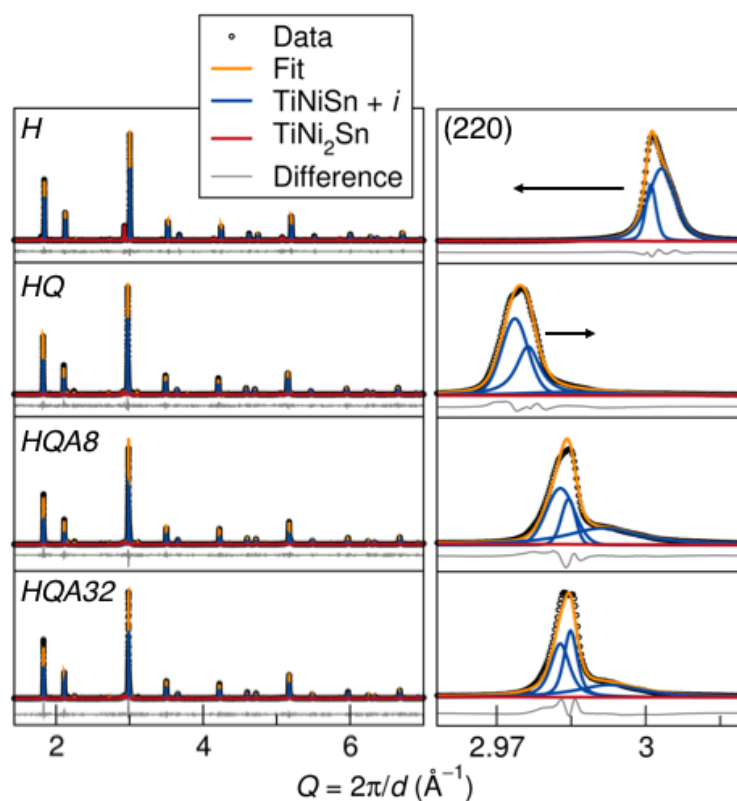 Data
Fit
TiNiSn + i
TiNi₂Sn
Difference
H
(220)
HQ
HQA8
HQA32
2 4 6 2.97 3
Q = 2π/d (Å⁻¹)